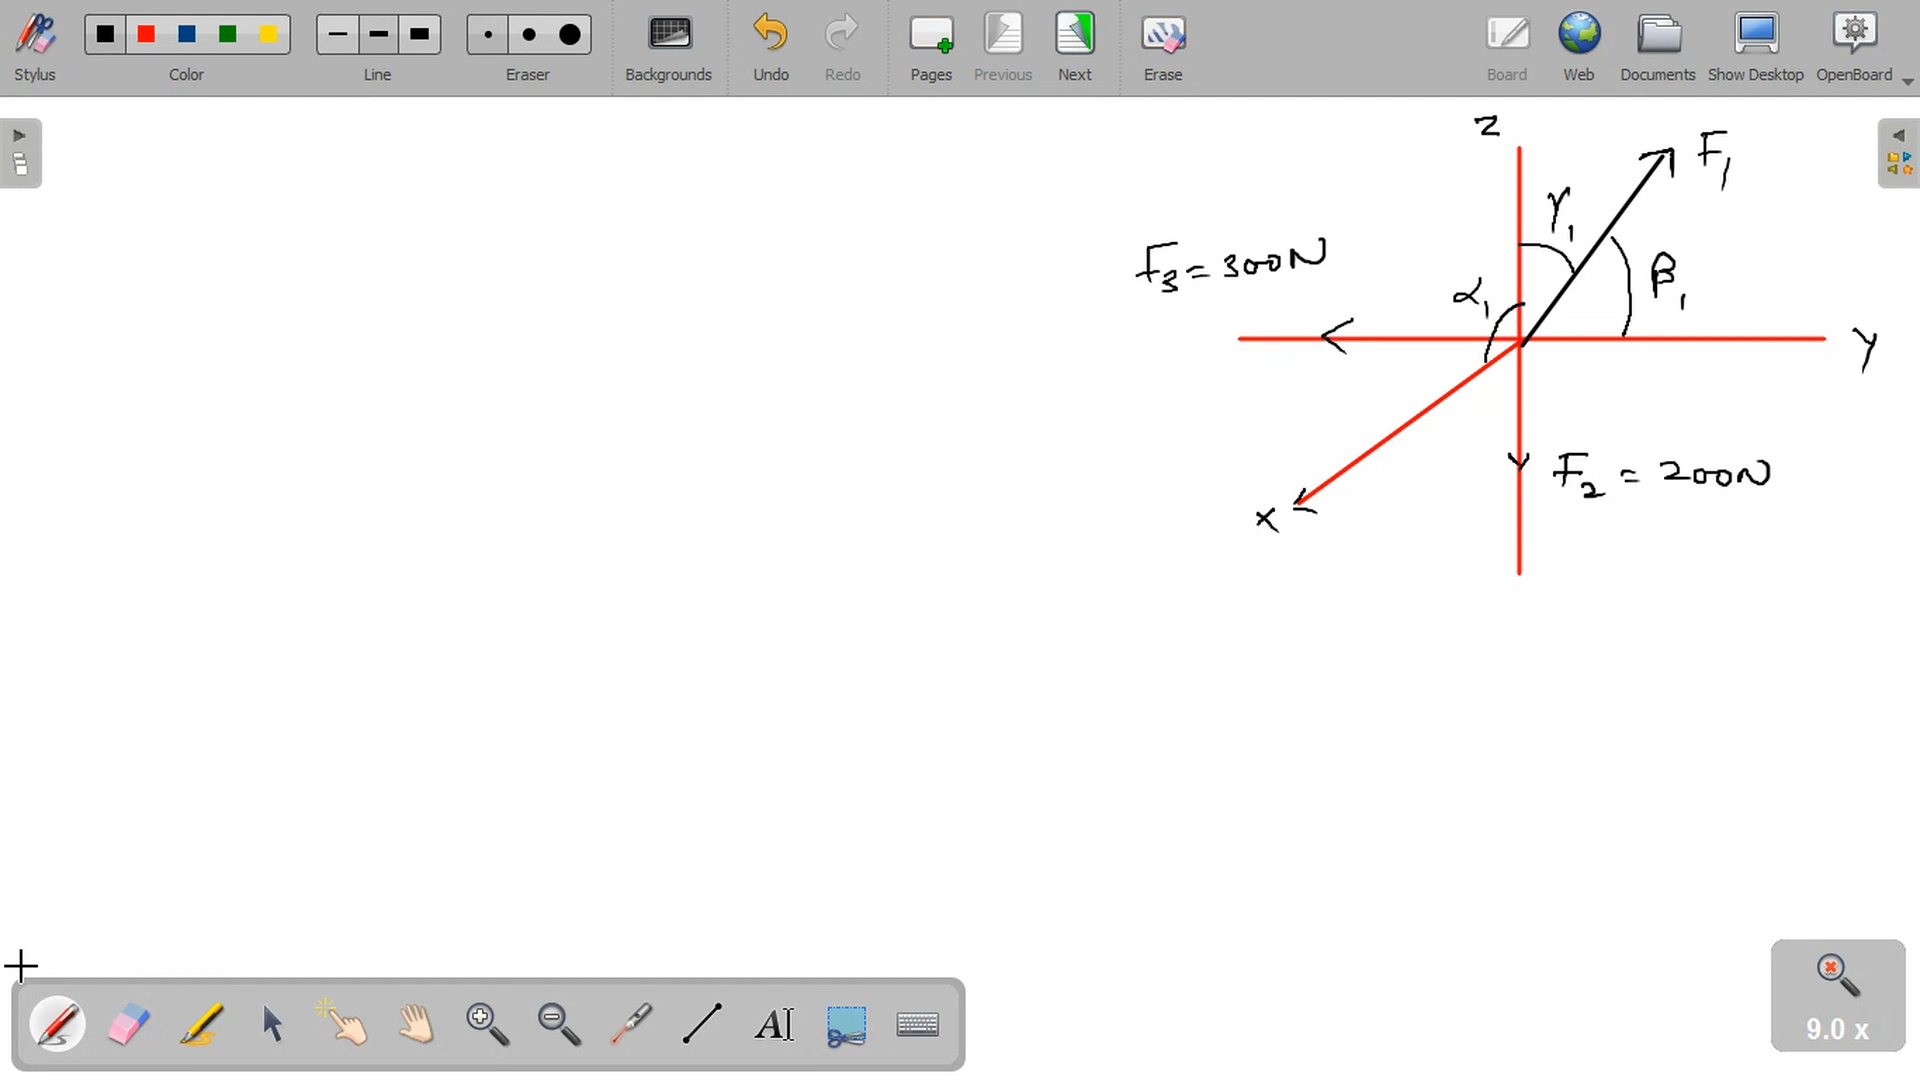 Stylus
Color
Line
Eraser
Backgrounds
Undo
Redo
Pages
Previous
Next
Erase
Board
Web
Documents
Show Desktop
OpenBoard
z
F₁
γ₁
F₃ = 300N
α₁
β₁
y
F₂ = 200N
x
AI
9.0 x